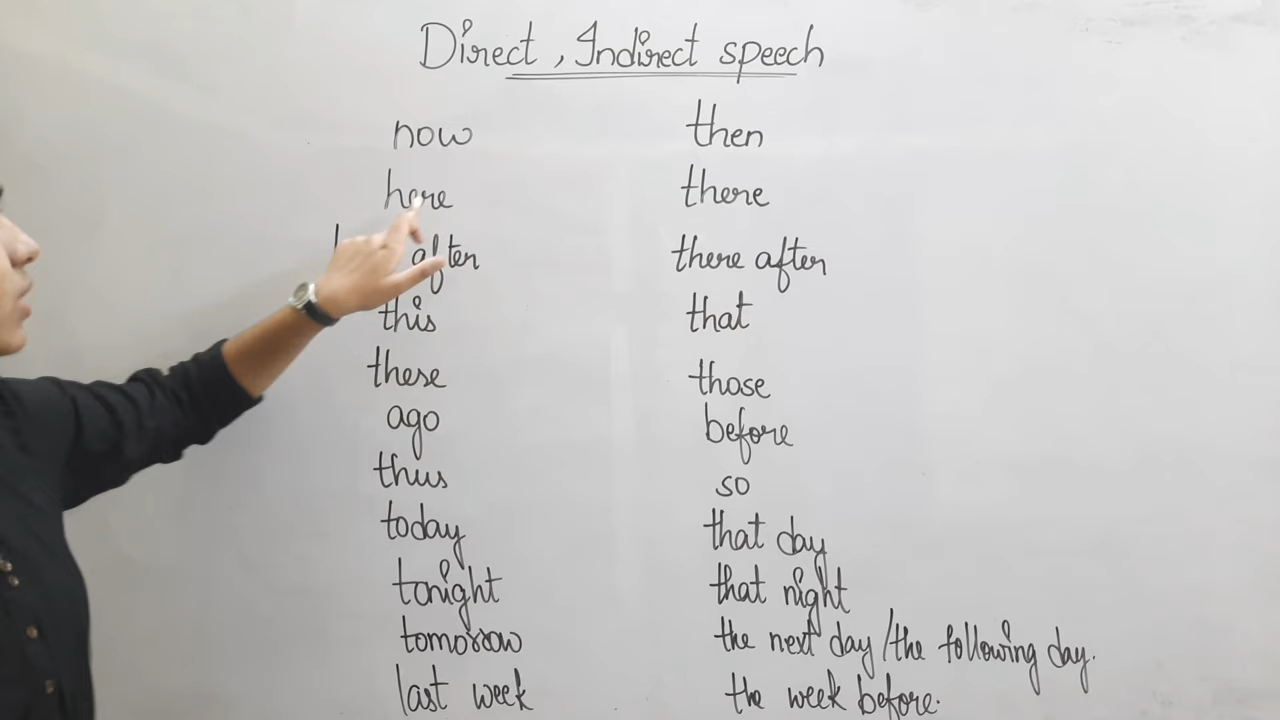 Direct , Indirect speech
now then
here there
after there after
this that
these those
ago before
thus so
today that day
tonight that night
tomorrow the next day / the following day.
last week the week before.